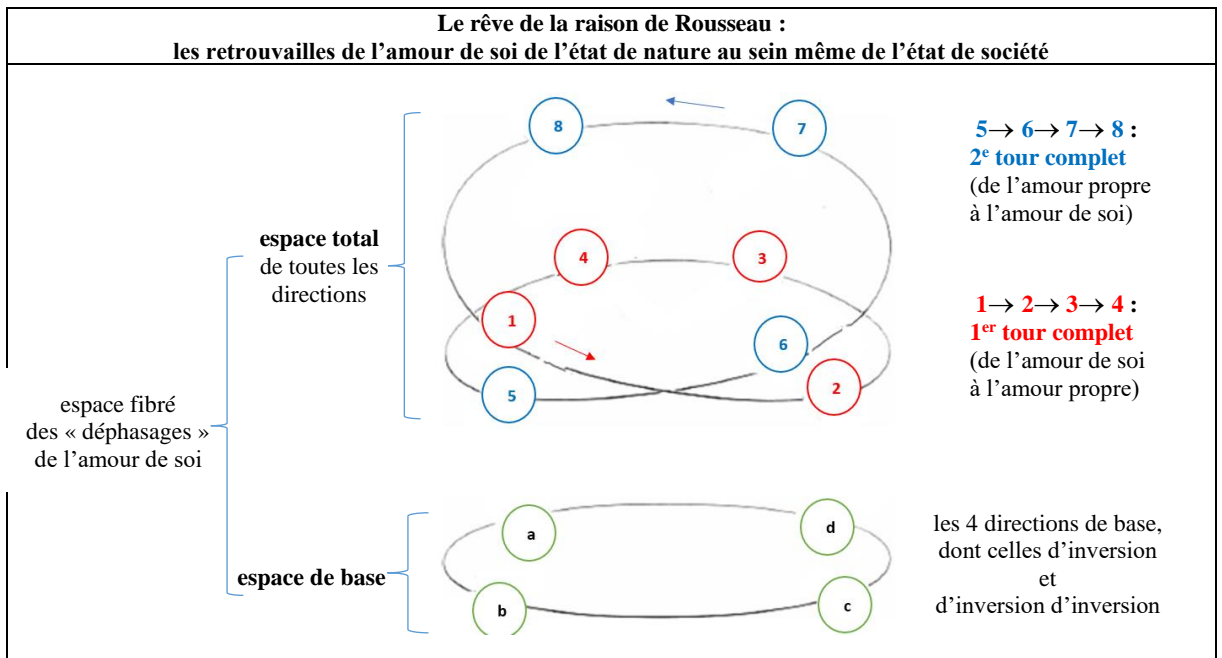 Le rêve de la raison de Rousseau :
les retrouvailles de l’amour de soi de l’état de nature au sein même de l’état de société
8
7
5→ 6→ 7→ 8 :
2e tour complet
(de l’amour propre
à l’amour de soi)
espace total
de toutes les
directions
4
3
1
6
5
2
1→ 2→ 3→ 4 :
1er tour complet
(de l’amour de soi
à l’amour propre)
espace fibré
des « déphasages »
de l’amour de soi
espace de base
a
d
b
c
les 4 directions de base,
dont celles d’inversion
et
d’inversion d’inversion